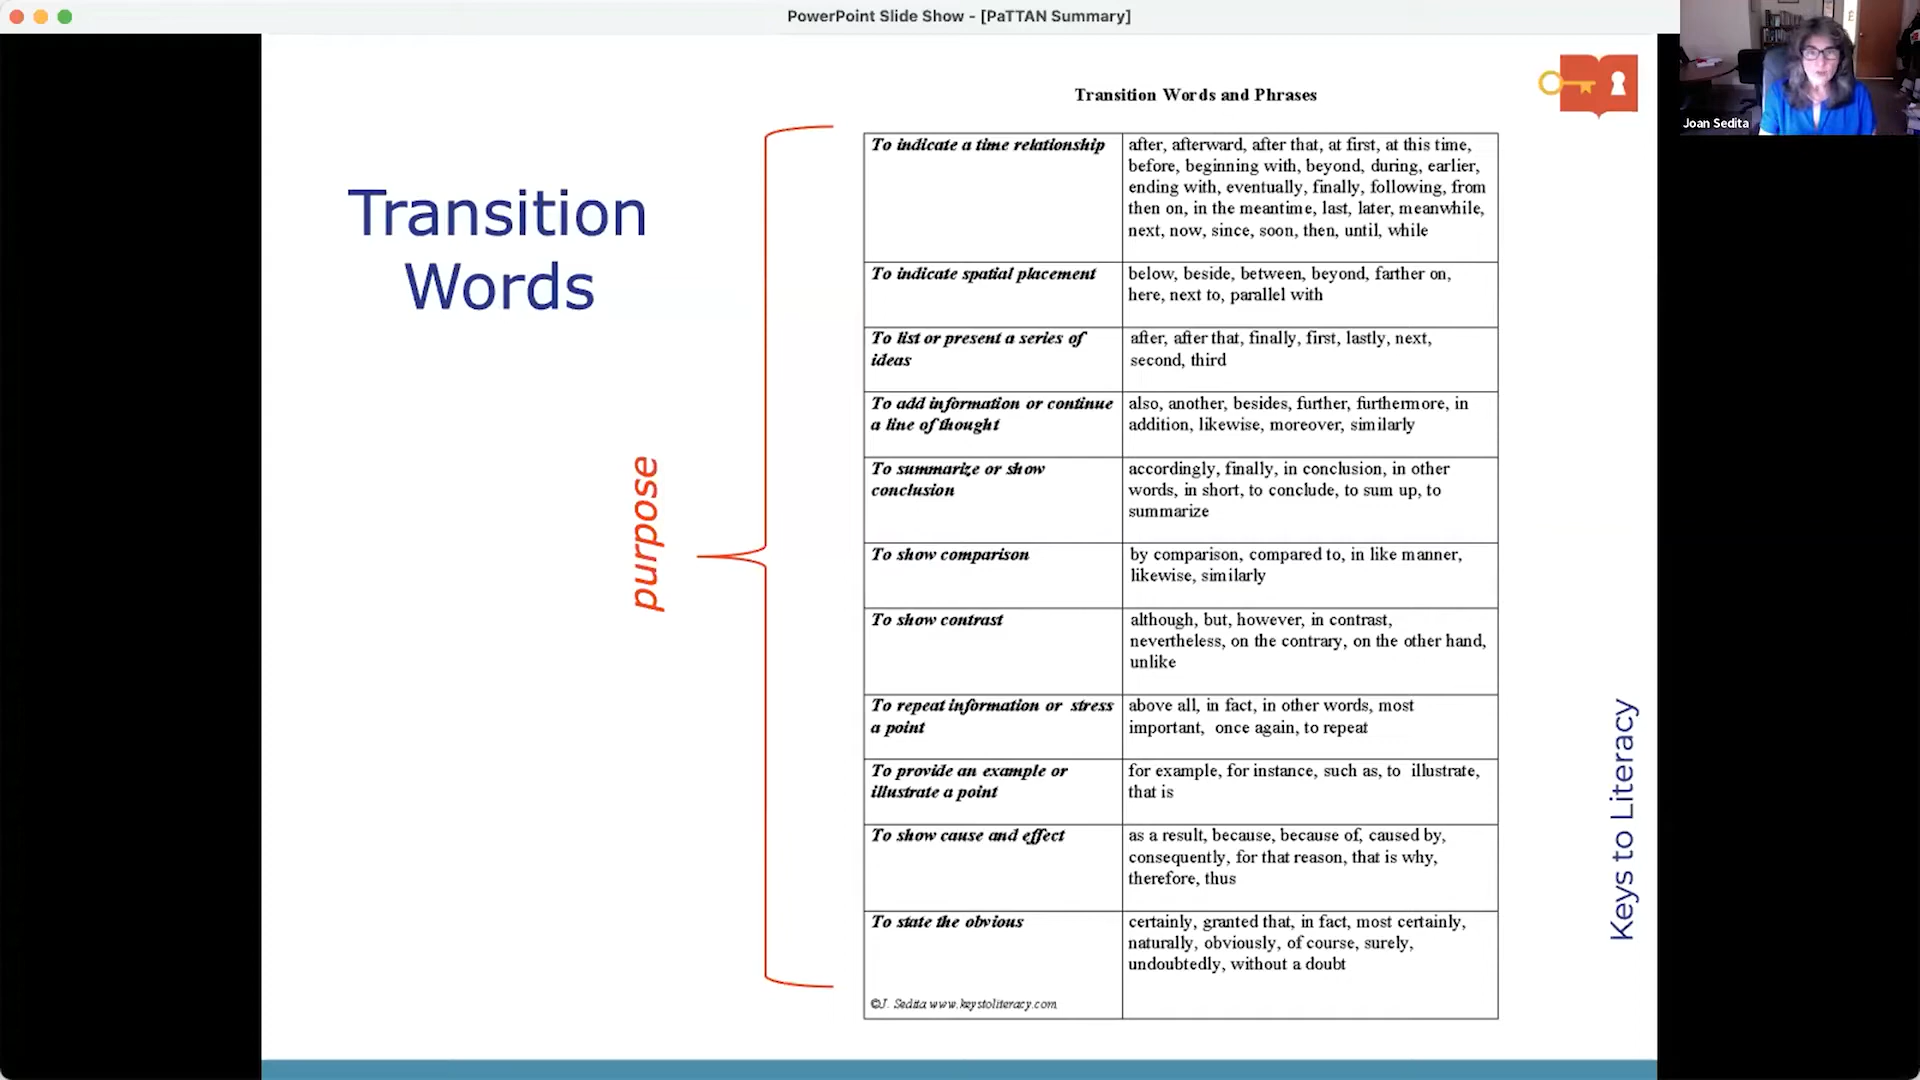 PowerPoint Slide Show - [PaTTAN Summary]
Joan Sedita
Transition
Words
purpose
Transition Words and Phrases
To indicate a time relationship
after, afterward, after that, at first, at this time,
before, beginning with, beyond, during, earlier,
ending with, eventually, finally, following, from
then on, in the meantime, last, later, meanwhile,
next, now, since, soon, then, until, while
To indicate spatial placement
below, beside, between, beyond, farther on,
here, next to, parallel with
To list or present a series of
ideas
after, after that, finally, first, lastly, next,
second, third
To add information or continue
a line of thought
also, another, besides, further, furthermore, in
addition, likewise, moreover, similarly
To summarize or show
conclusion
accordingly, finally, in conclusion, in other
words, in short, to conclude, to sum up, to
summarize
To show comparison
by comparison, compared to, in like manner,
likewise, similarly
To show contrast
although, but, however, in contrast,
nevertheless, on the contrary, on the other hand,
unlike
To repeat information or stress
a point
above all, in fact, in other words, most
important, once again, to repeat
To provide an example or
illustrate a point
for example, for instance, such as, to illustrate,
that is
To show cause and effect
as a result, because, because of, caused by,
consequently, for that reason, that is why,
therefore, thus
To state the obvious
certainly, granted that, in fact, most certainly,
naturally, obviously, of course, surely,
undoubtedly, without a doubt
©J. Sedita www.keystoliteracy.com
Keys to Literacy